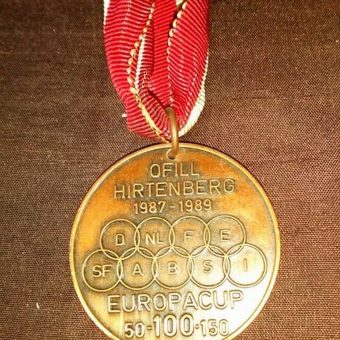 OFILL
HIRTENBERG
1987-1989
D NL F E
SF A B S I
EUROPACUP
50-100-150